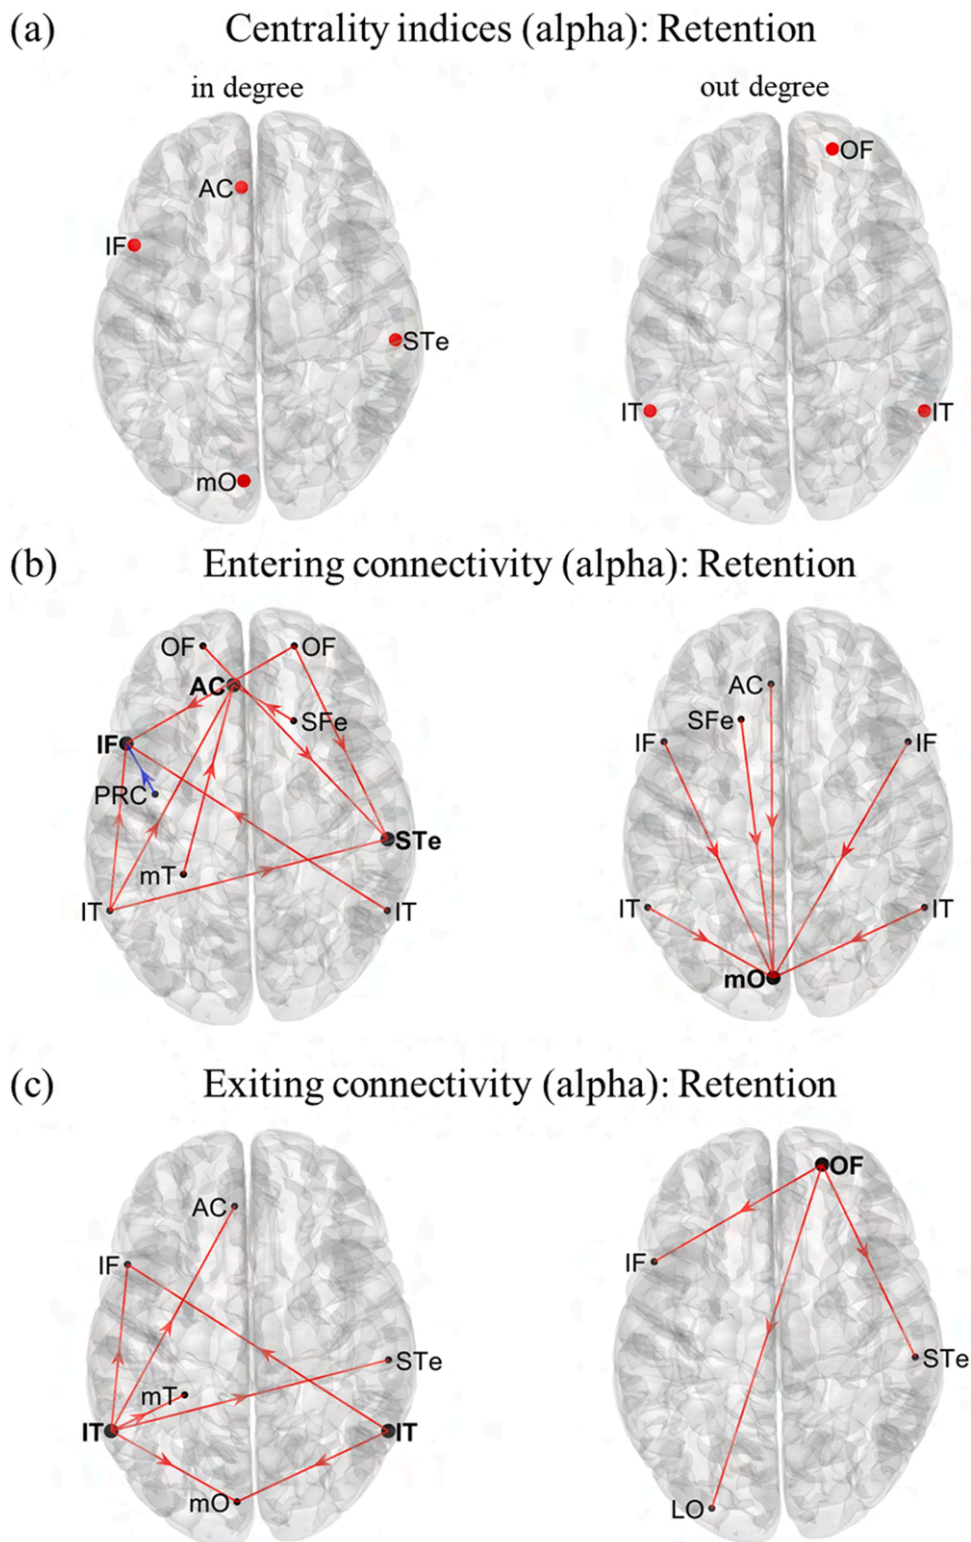 (a) Centrality indices (alpha): Retention
in degree out degree
OF
AC
IF
STe
IT IT
mO
(b) Entering connectivity (alpha): Retention
OF OF
AC AC
SFe SFe
IF IF IF
PRC
STe
mT
IT IT IT IT
mO
(c) Exiting connectivity (alpha): Retention
OF
AC
IF IF
STe STe
mT
IT IT
mO LO